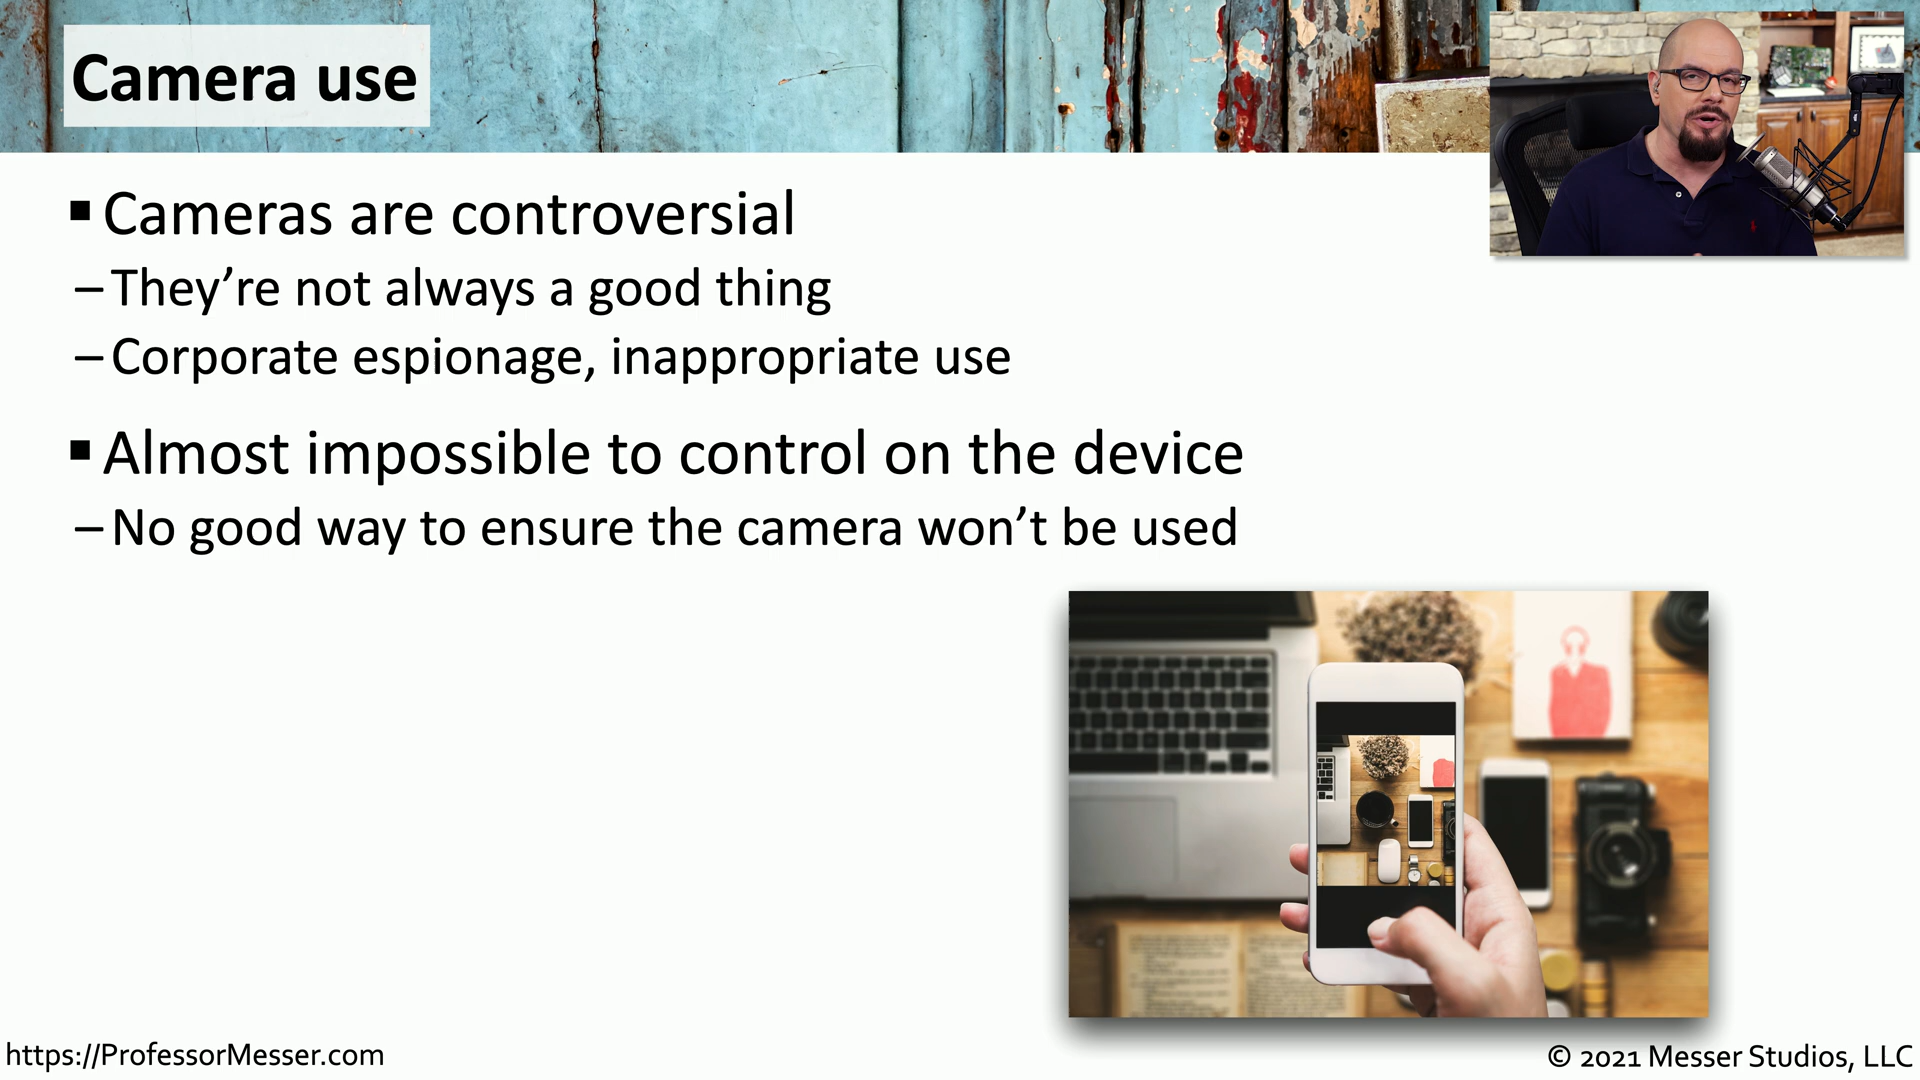 Camera use
▪ Cameras are controversial
– They’re not always a good thing
– Corporate espionage, inappropriate use
▪ Almost impossible to control on the device
– No good way to ensure the camera won’t be used
https://ProfessorMesser.com
© 2021 Messer Studios, LLC